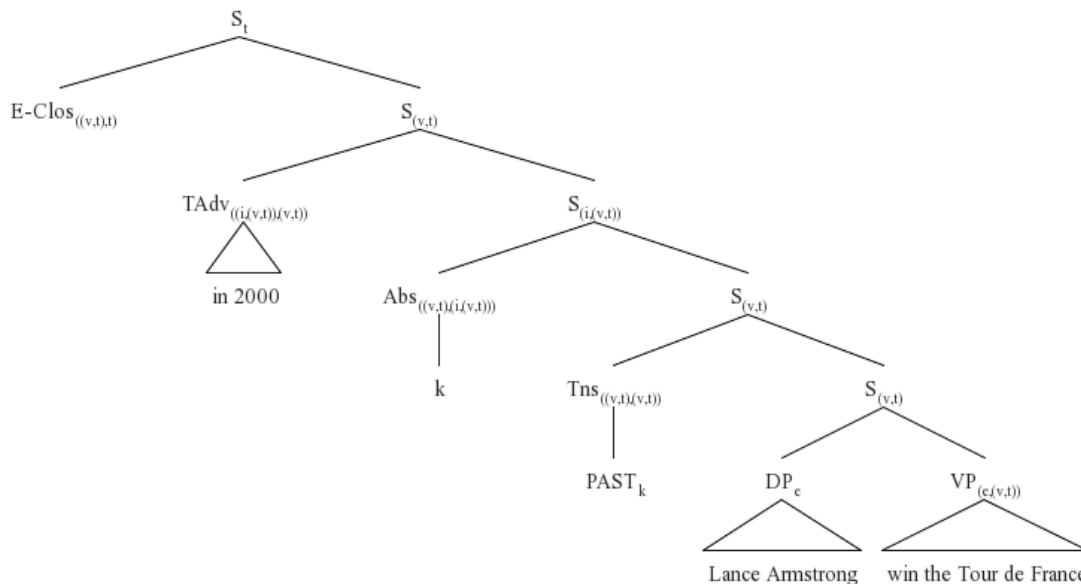 S_t
E-Clos_((v,t),t)
S_(v,t)
TAdv_((i,(v,t)),(v,t))
S_(i,(v,t))
in 2000
Abs_((v,t),(i,(v,t)))
S_(v,t)
k
Tns_((v,t),(v,t))
S_(v,t)
PAST_k
DP_e
VP_(e,(v,t))
Lance Armstrong
win the Tour de France